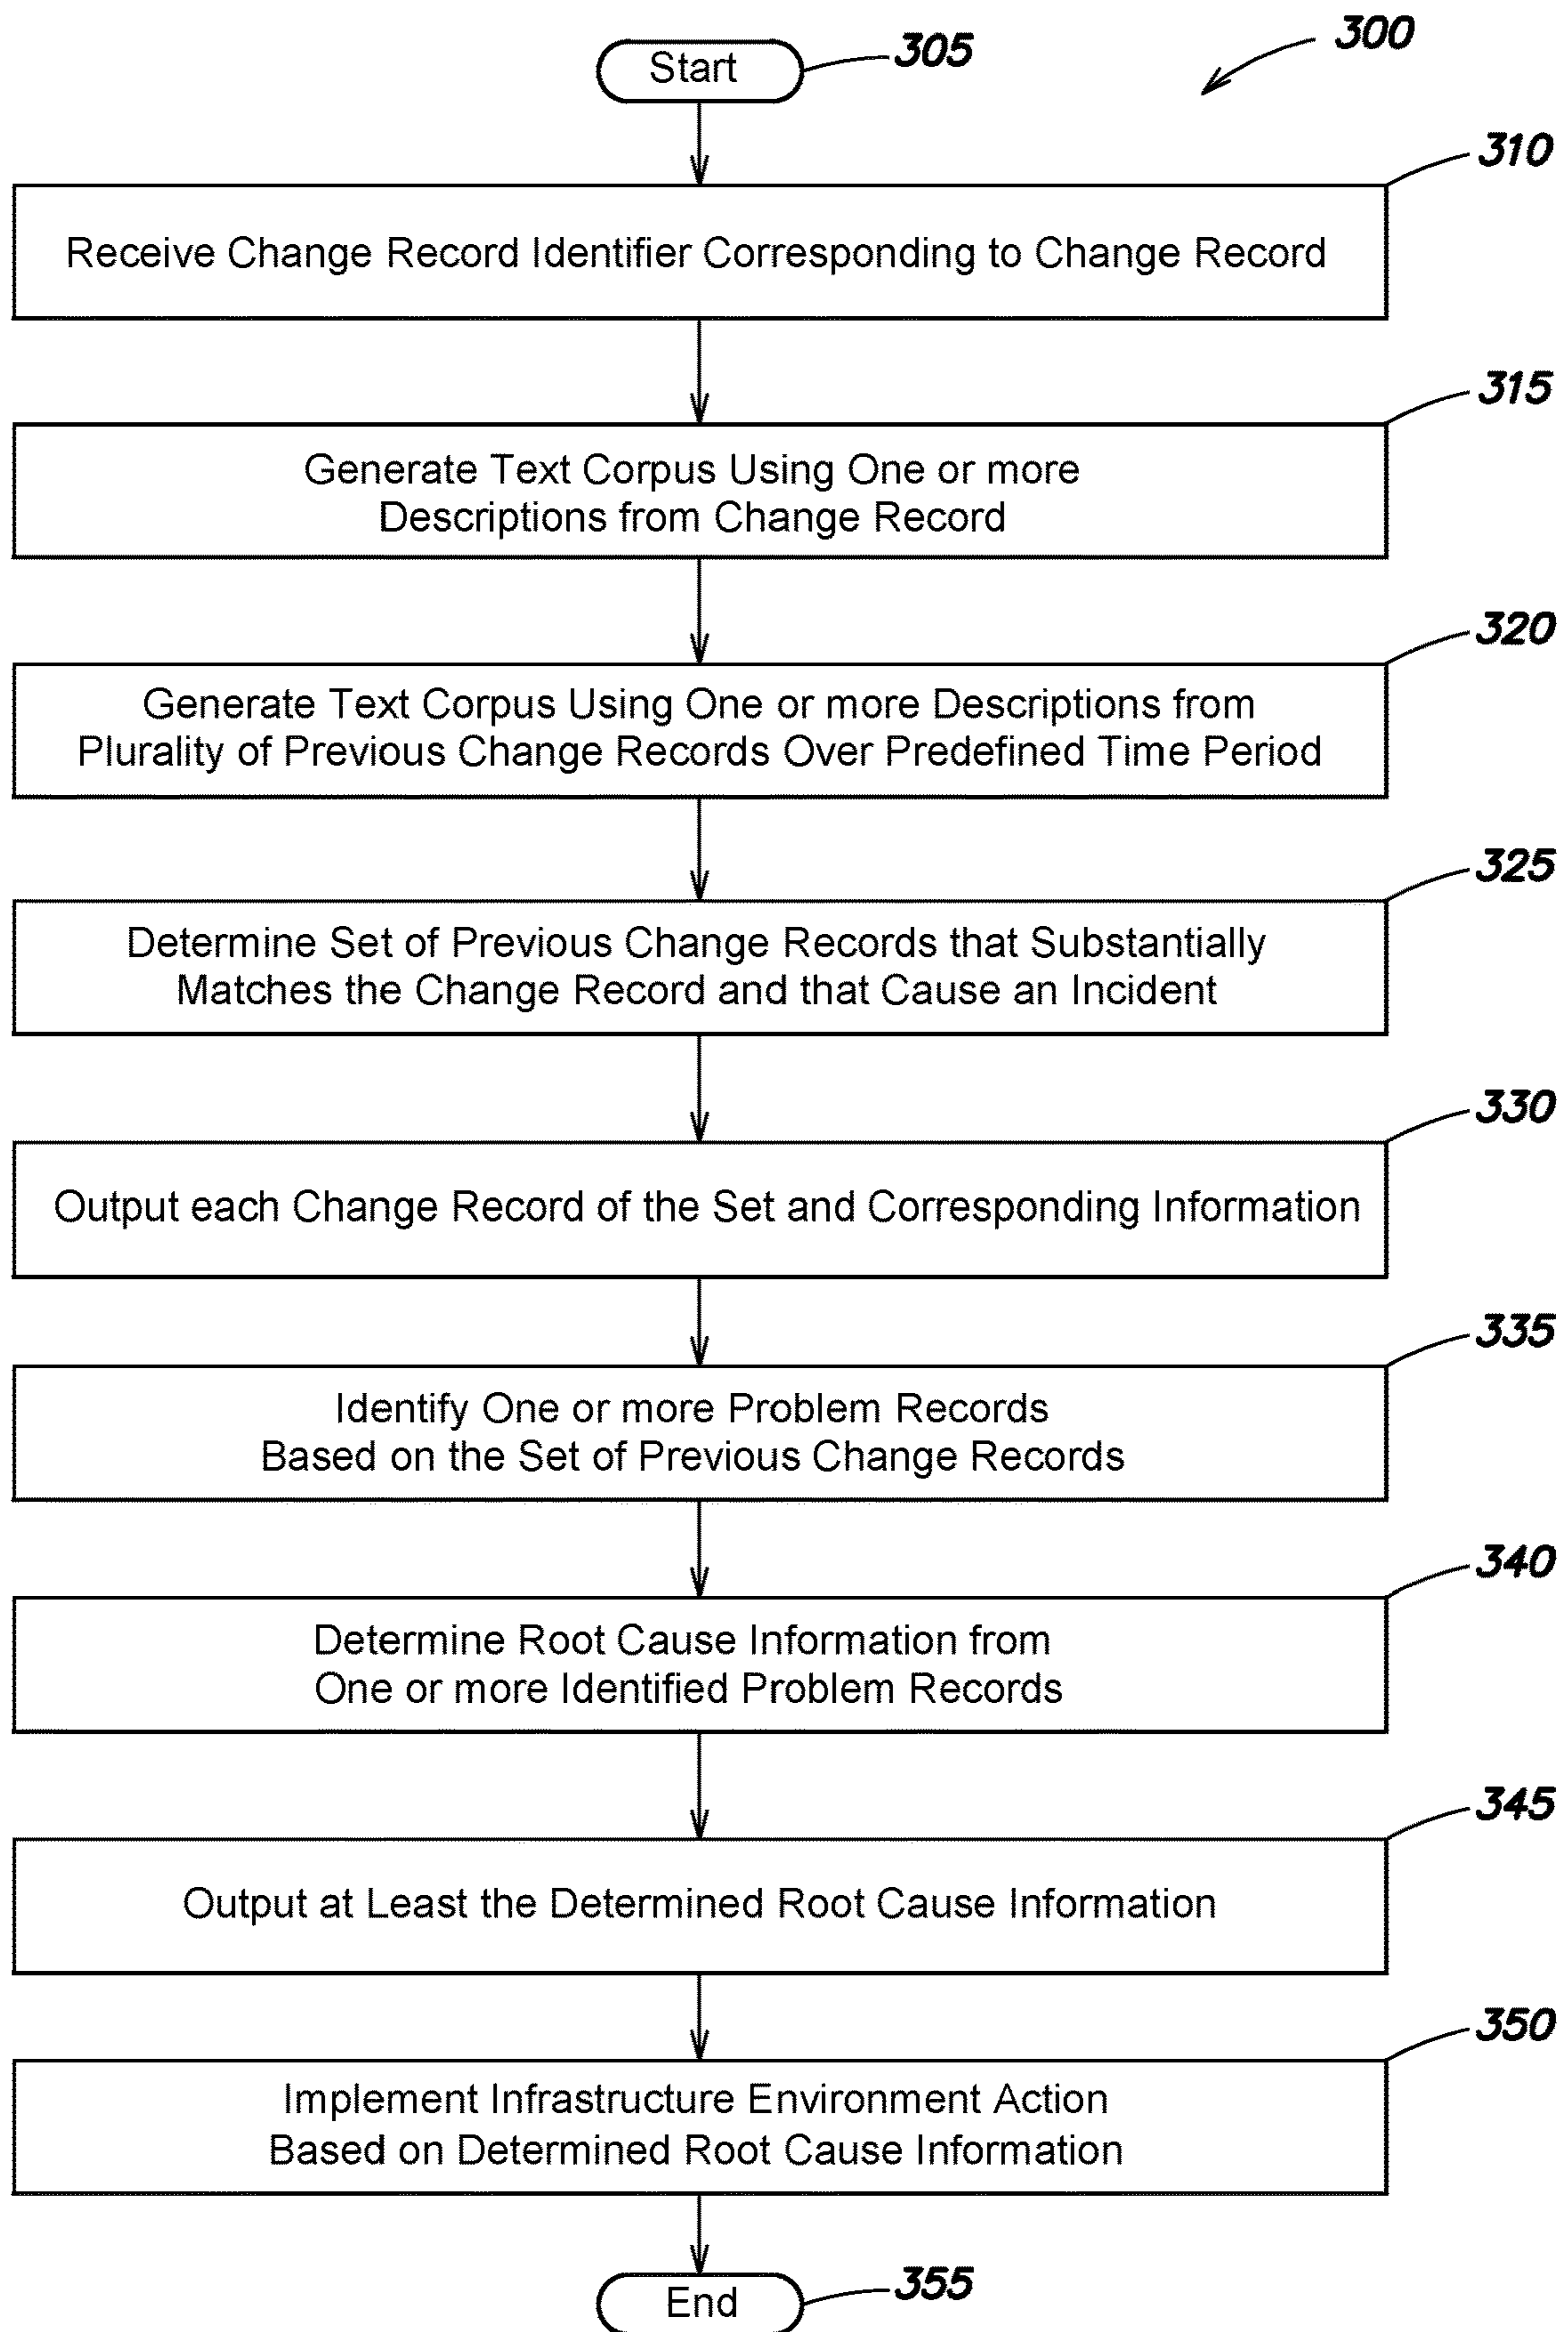 300
Start
305
310
Receive Change Record Identifier Corresponding to Change Record
315
Generate Text Corpus Using One or more
Descriptions from Change Record
320
Generate Text Corpus Using One or more Descriptions from
Plurality of Previous Change Records Over Predefined Time Period
325
Determine Set of Previous Change Records that Substantially
Matches the Change Record and that Cause an Incident
330
Output each Change Record of the Set and Corresponding Information
335
Identify One or more Problem Records
Based on the Set of Previous Change Records
340
Determine Root Cause Information from
One or more Identified Problem Records
345
Output at Least the Determined Root Cause Information
350
Implement Infrastructure Environment Action
Based on Determined Root Cause Information
End
355